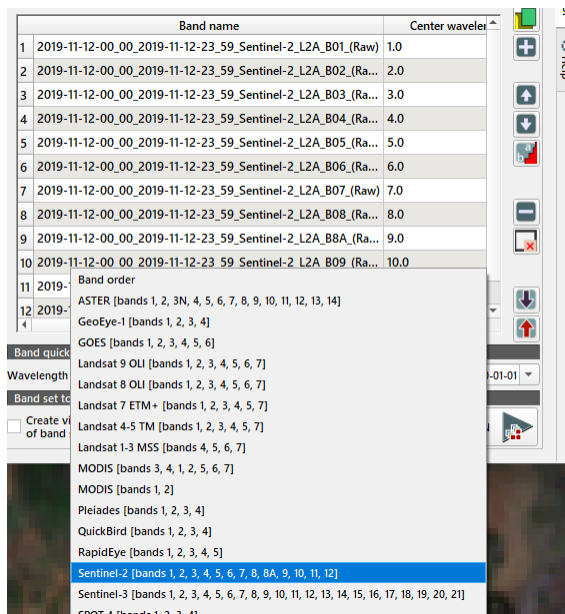 Band name Center waveler
1 2019-11-12-00_00_2019-11-12-23_59_Sentinel-2_L2A_B01_(Raw) 1.0
2 2019-11-12-00_00_2019-11-12-23_59_Sentinel-2_L2A_B02_(Ra... 2.0
3 2019-11-12-00_00_2019-11-12-23_59_Sentinel-2_L2A_B03_(Ra... 3.0
4 2019-11-12-00_00_2019-11-12-23_59_Sentinel-2_L2A_B04_(Ra... 4.0
5 2019-11-12-00_00_2019-11-12-23_59_Sentinel-2_L2A_B05_(Ra... 5.0
6 2019-11-12-00_00_2019-11-12-23_59_Sentinel-2_L2A_B06_(Ra... 6.0
7 2019-11-12-00_00_2019-11-12-23_59_Sentinel-2_L2A_B07_(Raw) 7.0
8 2019-11-12-00_00_2019-11-12-23_59_Sentinel-2_L2A_B08_(Ra... 8.0
9 2019-11-12-00_00_2019-11-12-23_59_Sentinel-2_L2A_B8A_(Ra... 9.0
10 2019-11-12-00_00_2019-11-12-23_59_Sentinel-2_L2A_B09_(Raw) 10.0
11 2019-
12 2019-
Band quick
Wavelength
-01-01
Band set to
Create vi
of band
Band order
ASTER [bands 1, 2, 3N, 4, 5, 6, 7, 8, 9, 10, 11, 12, 13, 14]
GeoEye-1 [bands 1, 2, 3, 4]
GOES [bands 1, 2, 3, 4, 5, 6]
Landsat 9 OLI [bands 1, 2, 3, 4, 5, 6, 7]
Landsat 8 OLI [bands 1, 2, 3, 4, 5, 6, 7]
Landsat 7 ETM+ [bands 1, 2, 3, 4, 5, 7]
Landsat 4-5 TM [bands 1, 2, 3, 4, 5, 7]
Landsat 1-3 MSS [bands 4, 5, 6, 7]
MODIS [bands 3, 4, 1, 2, 5, 6, 7]
MODIS [bands 1, 2]
Pleiades [bands 1, 2, 3, 4]
QuickBird [bands 1, 2, 3, 4]
RapidEye [bands 1, 2, 3, 4, 5]
Sentinel-2 [bands 1, 2, 3, 4, 5, 6, 7, 8, 8A, 9, 10, 11, 12]
Sentinel-3 [bands 1, 2, 3, 4, 5, 6, 7, 8, 9, 10, 11, 12, 13, 14, 15, 16, 17, 18, 19, 20, 21]
SPOT 4 [bands 1, 2, 3, 4]